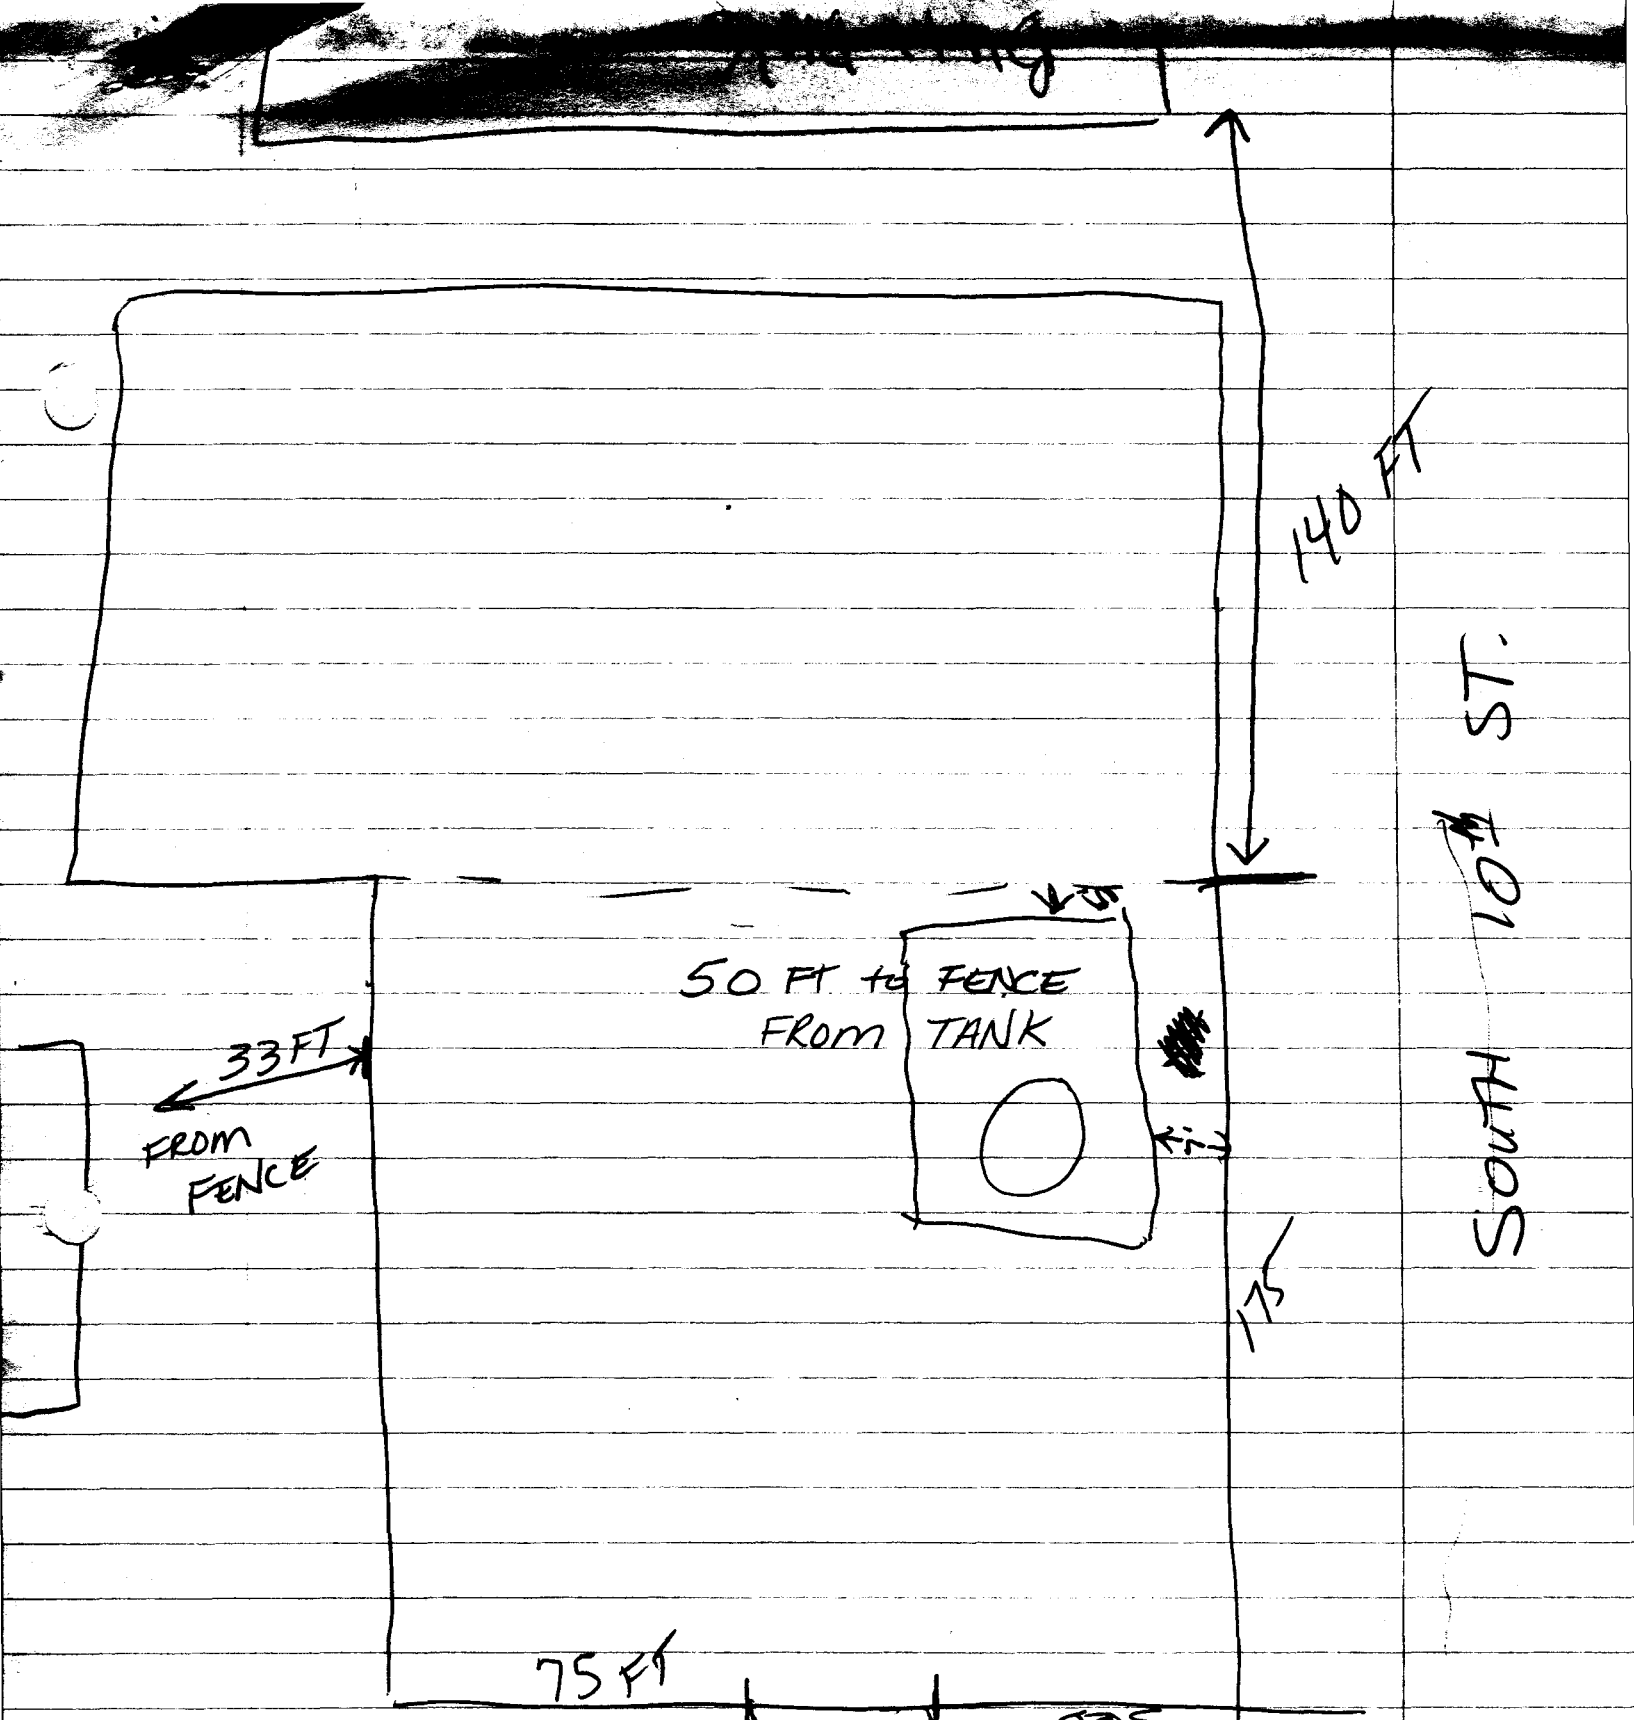 140 FT
SOUTH 10th ST.
50 FT to FENCE
FROM TANK
33 FT
FROM
FENCE
175
75 FT